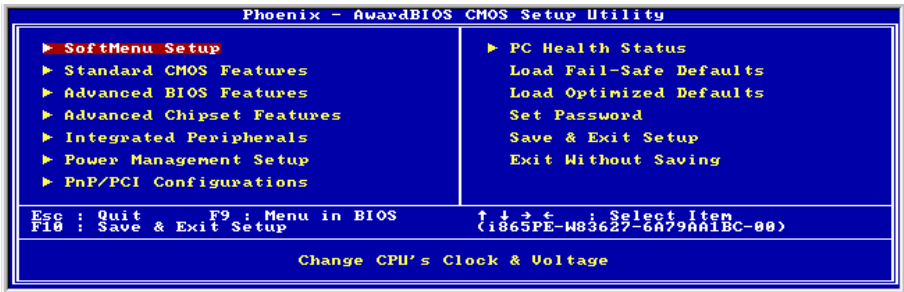 Phoenix - AwardBIOS CMOS Setup Utility
▶ SoftMenu Setup
▶ Standard CMOS Features
▶ Advanced BIOS Features
▶ Advanced Chipset Features
▶ Integrated Peripherals
▶ Power Management Setup
▶ PnP/PCI Configurations
▶ PC Health Status
Load Fail-Safe Defaults
Load Optimized Defaults
Set Password
Save & Exit Setup
Exit Without Saving
Esc : Quit F9 : Menu in BIOS ↑ ↓ → ← : Select Item
F10 : Save & Exit Setup (i865PE-W83627-6A79AA1BC-00)
Change CPU's Clock & Voltage